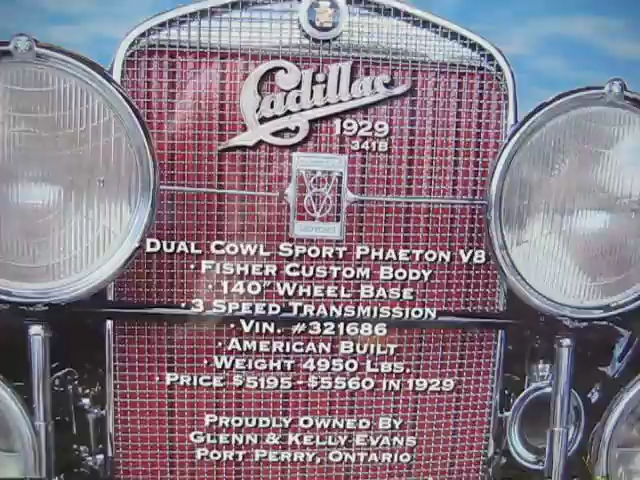 Cadillac
1929
341B
V8
DUAL COWL SPORT PHAETON V8
· FISHER CUSTOM BODY
· 140" WHEEL BASE
· 3 SPEED TRANSMISSION
· VIN. #321686
· AMERICAN BUILT
· WEIGHT 4950 LBS.
· PRICE $5195 - $5560 IN 1929
PROUDLY OWNED BY
GLENN & KELLY EVANS
PORT PERRY, ONTARIO